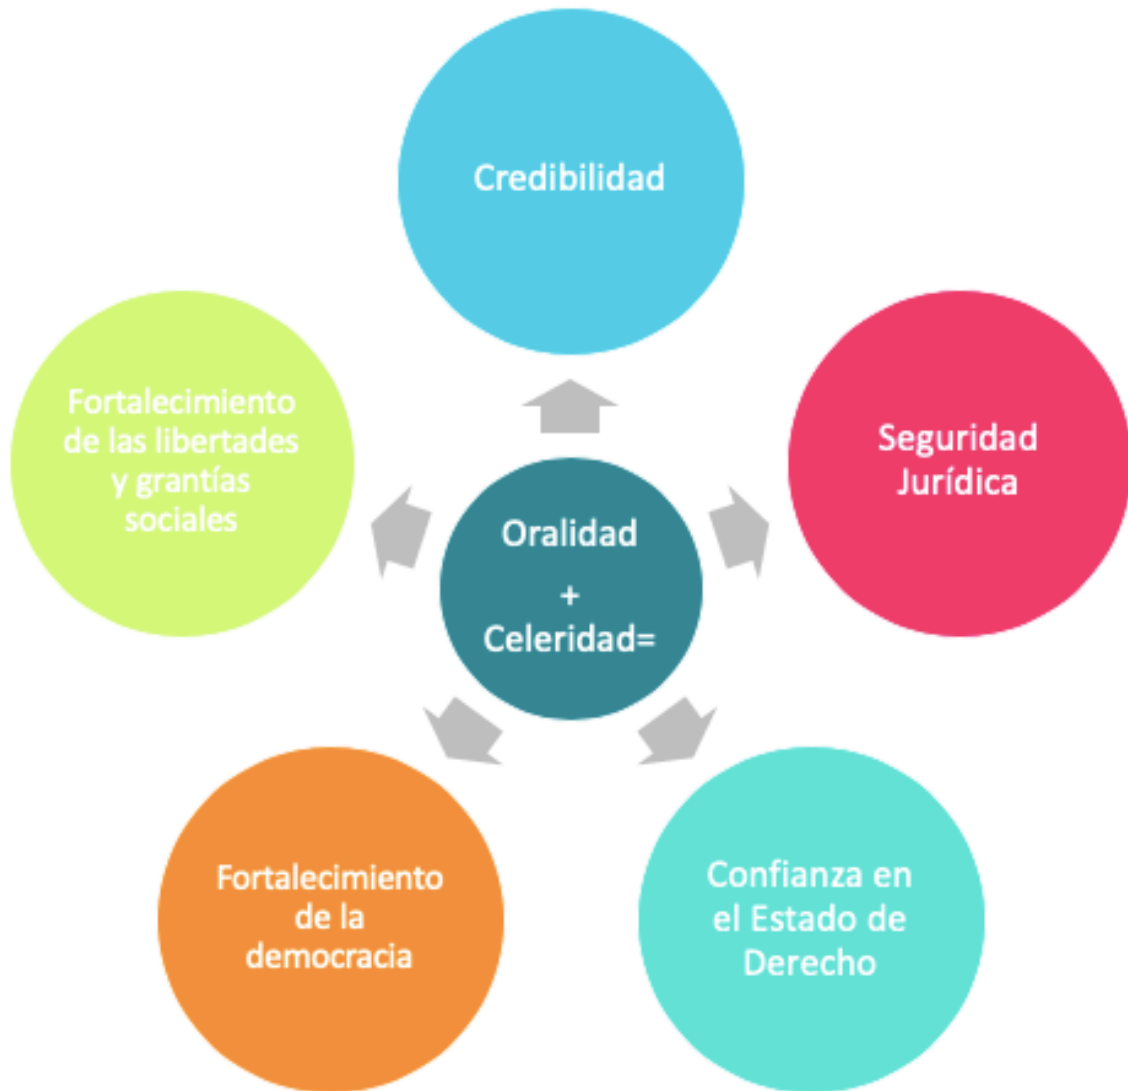 Credibilidad
Fortalecimiento
de las libertades
y grantías
sociales
Seguridad
Jurídica
Oralidad
+
Celeridad=
Fortalecimiento
de la
democracia
Confianza en
el Estado de
Derecho